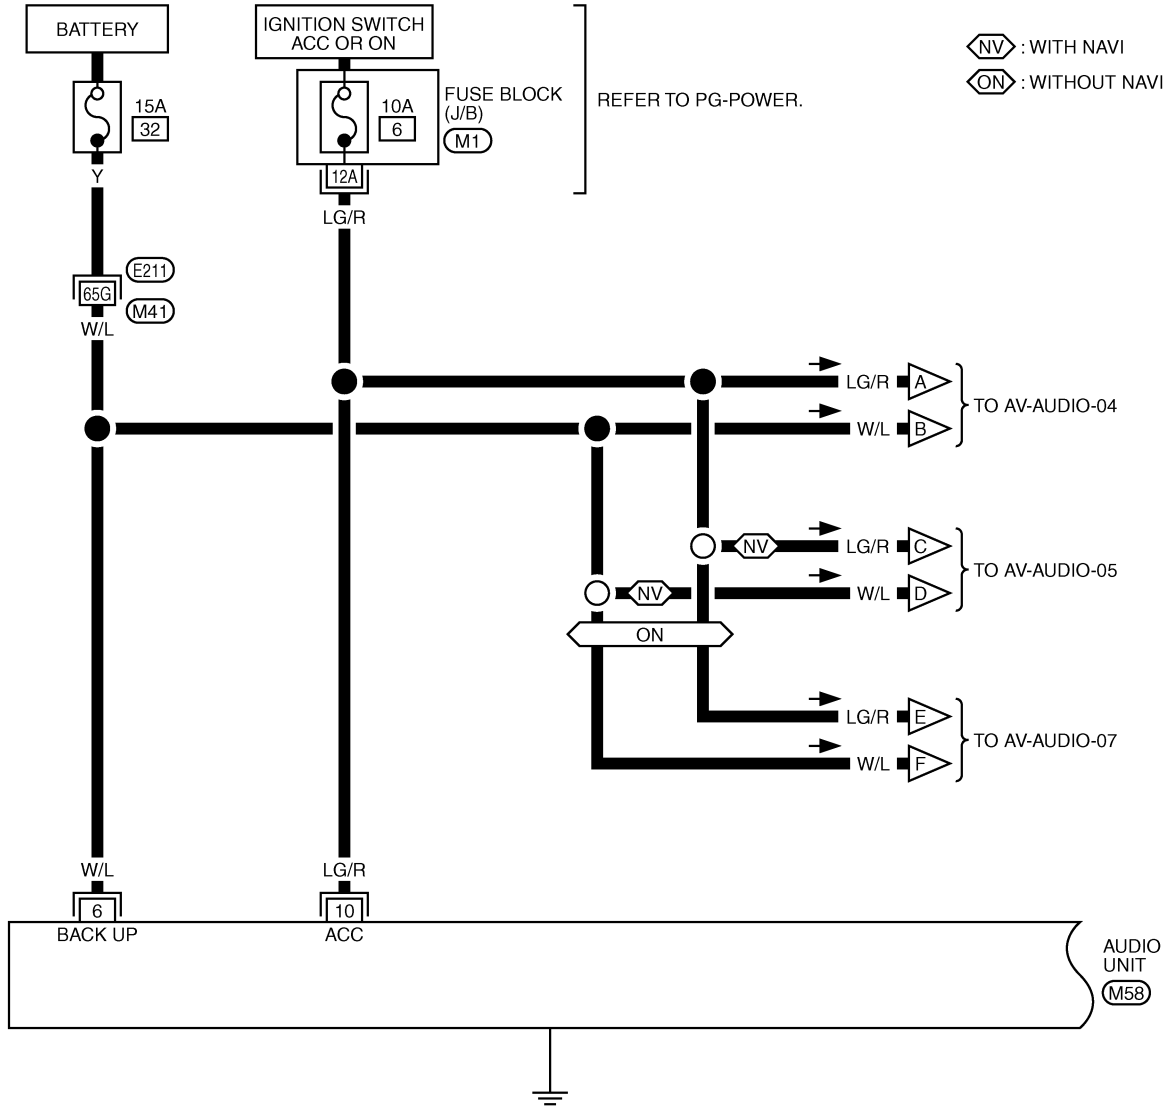 BATTERY
IGNITION SWITCH
ACC OR ON
NV : WITH NAVI
ON : WITHOUT NAVI
15A
32
10A
6
FUSE BLOCK
(J/B)
M1
REFER TO PG-POWER.
Y
12A
LG/R
E211
65G
M41
W/L
LG/R
A
W/L
B
TO AV-AUDIO-04
NV
LG/R
C
NV
W/L
D
TO AV-AUDIO-05
ON
LG/R
E
W/L
F
TO AV-AUDIO-07
W/L
LG/R
6
10
BACK UP
ACC
AUDIO
UNIT
M58